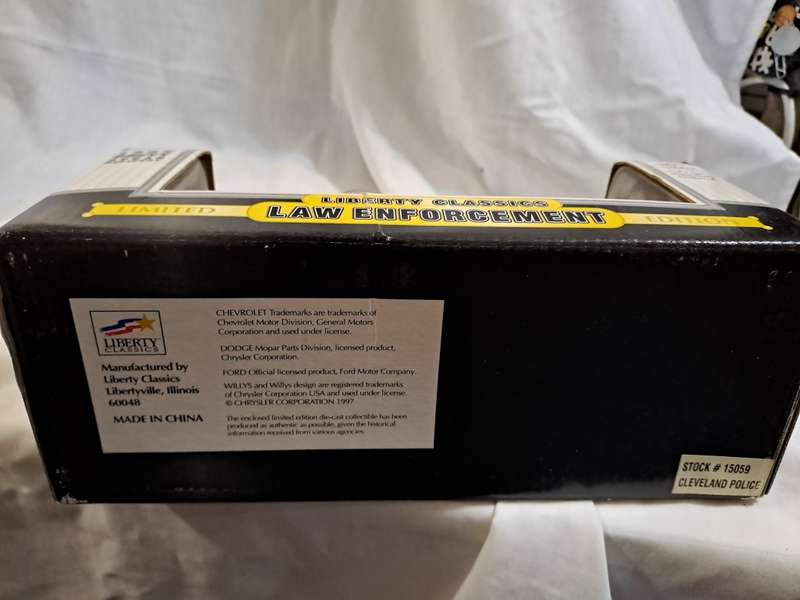 LIBERTY CLASSICS
LIMITED LAW ENFORCEMENT EDITION
LIBERTY
CLASSICS
Manufactured by
Liberty Classics
Libertyville, Illinois
60048
MADE IN CHINA
CHEVROLET Trademarks are trademarks of
Chevrolet Motor Division, General Motors
Corporation and used under license.
DODGE Mopar Parts Division, licensed product,
Chrysler Corporation.
FORD Official licensed product, Ford Motor Company.
WILLYS and Willys design are registered trademarks
of Chrysler Corporation USA and used under license.
© CHRYSLER CORPORATION 1997
The enclosed limited edition die-cast collectible has been
produced as authentic as possible, given the historical
information received from various agencies.
STOCK # 15059
CLEVELAND POLICE